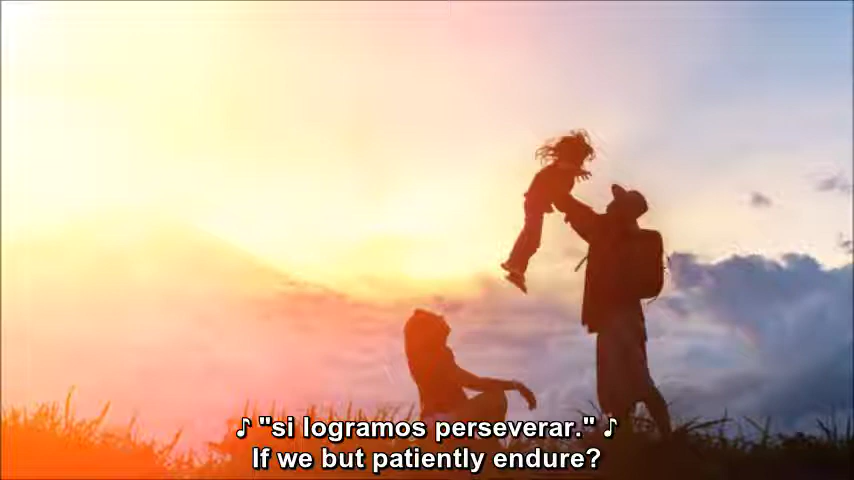 ♪ "si logramos perseverar." ♪
If we but patiently endure?